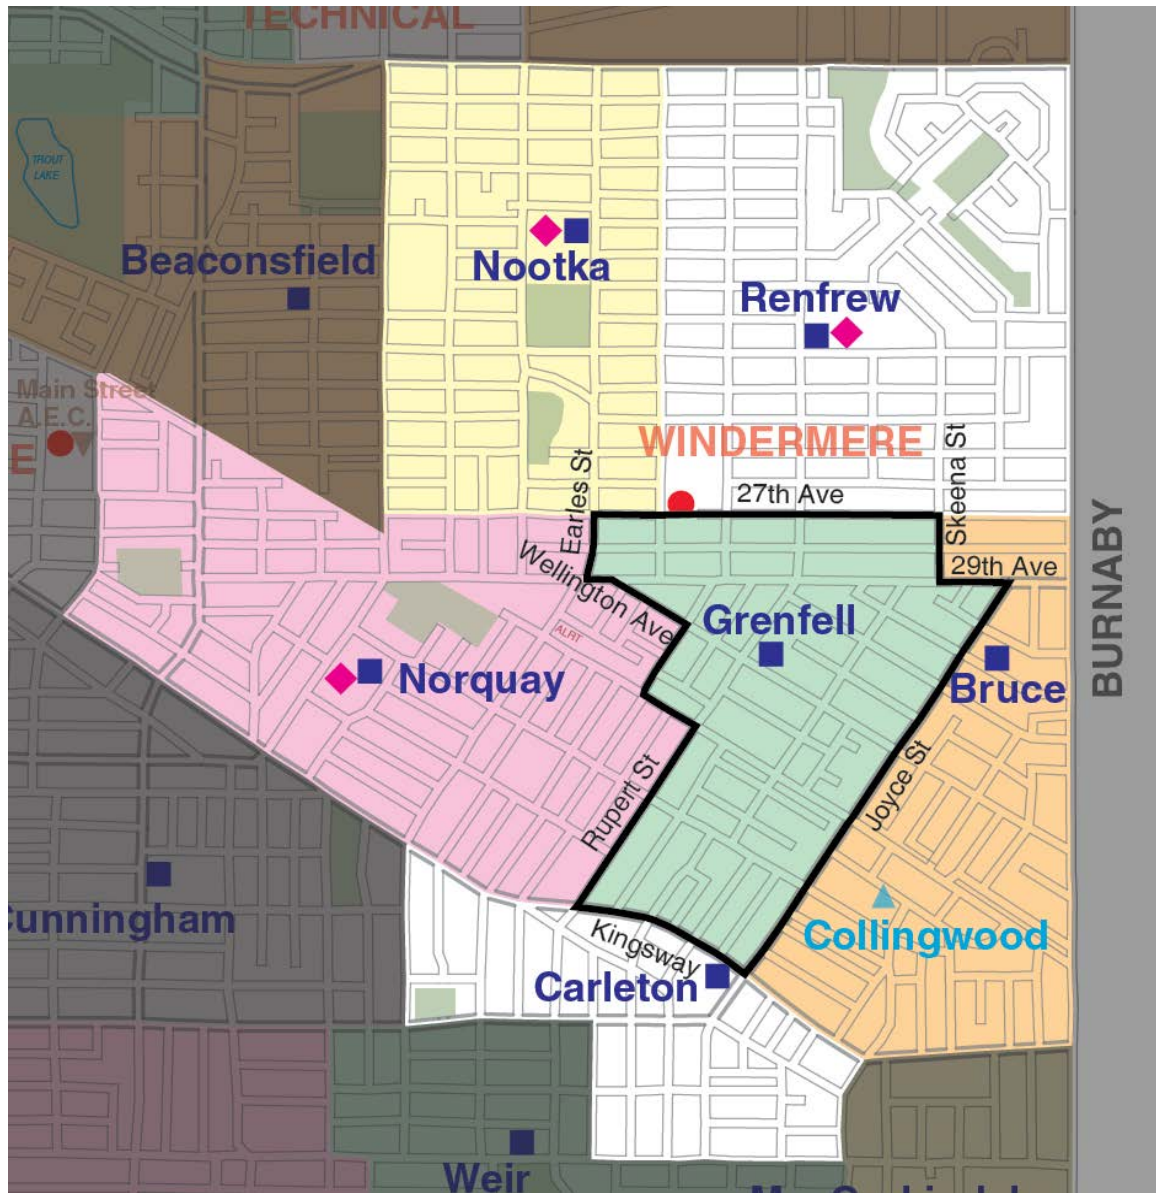 TECHNICAL
TROUT
LAKE
Beaconsfield
Nootka
Renfrew
Main Street
A.E.C.
E
WINDERMERE
Skeena St
Earles St
27th Ave
Wellington Ave
29th Ave
BURNABY
Grenfell
ALRT
Norquay
Bruce
Rupert St
Joyce St
Cunningham
Collingwood
Kingsway
Carleton
Weir